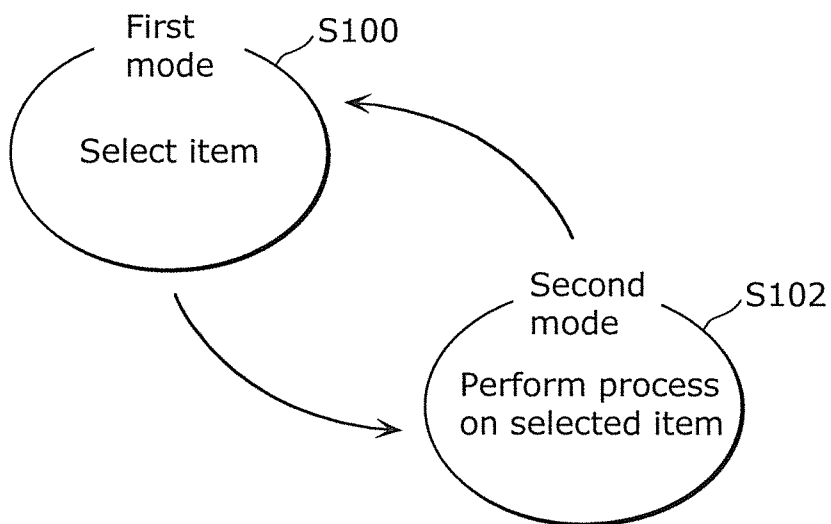 First
mode
S100
Select item
Second
mode
S102
Perform process
on selected item